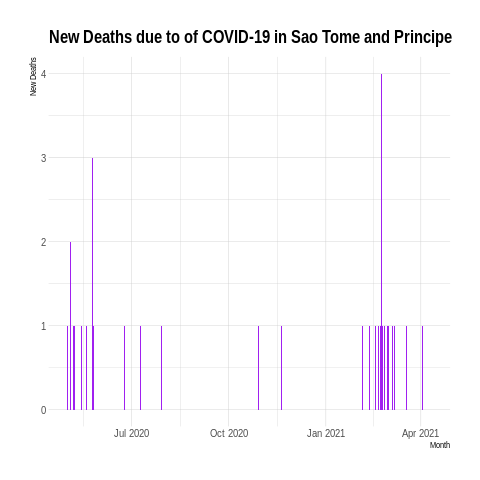 New Deaths due to of COVID-19 in Sao Tome and Principe
New Deaths
4
3
2
1
0
Jul 2020 Oct 2020 Jan 2021 Apr 2021
Month